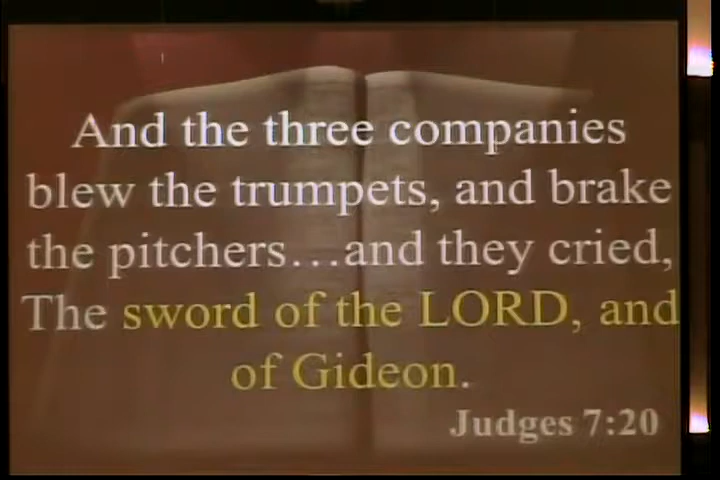 And the three companies
blew the trumpets, and brake
the pitchers...and they cried,
The sword of the LORD, and
of Gideon.
Judges 7:20